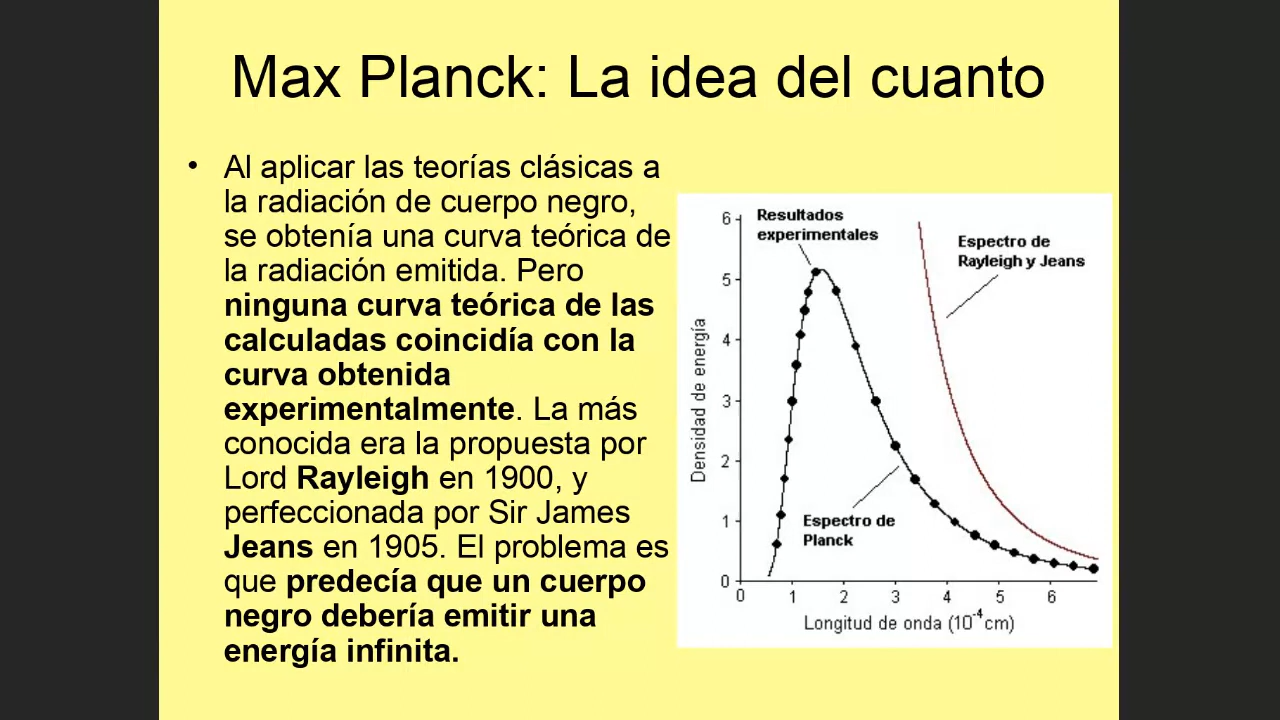 Max Planck: La idea del cuanto
• Al aplicar las teorías clásicas a
la radiación de cuerpo negro,
se obtenía una curva teórica de
la radiación emitida. Pero
ninguna curva teórica de las
calculadas coincidía con la
curva obtenida
experimentalmente. La más
conocida era la propuesta por
Lord Rayleigh en 1900, y
perfeccionada por Sir James
Jeans en 1905. El problema es
que predecía que un cuerpo
negro debería emitir una
energía infinita.
Resultados
experimentales
Espectro de
Rayleigh y Jeans
Espectro de
Planck
Densidad de energía
6
5
4
3
2
1
0
0 1 2 3 4 5 6
Longitud de onda (10⁻⁴cm)